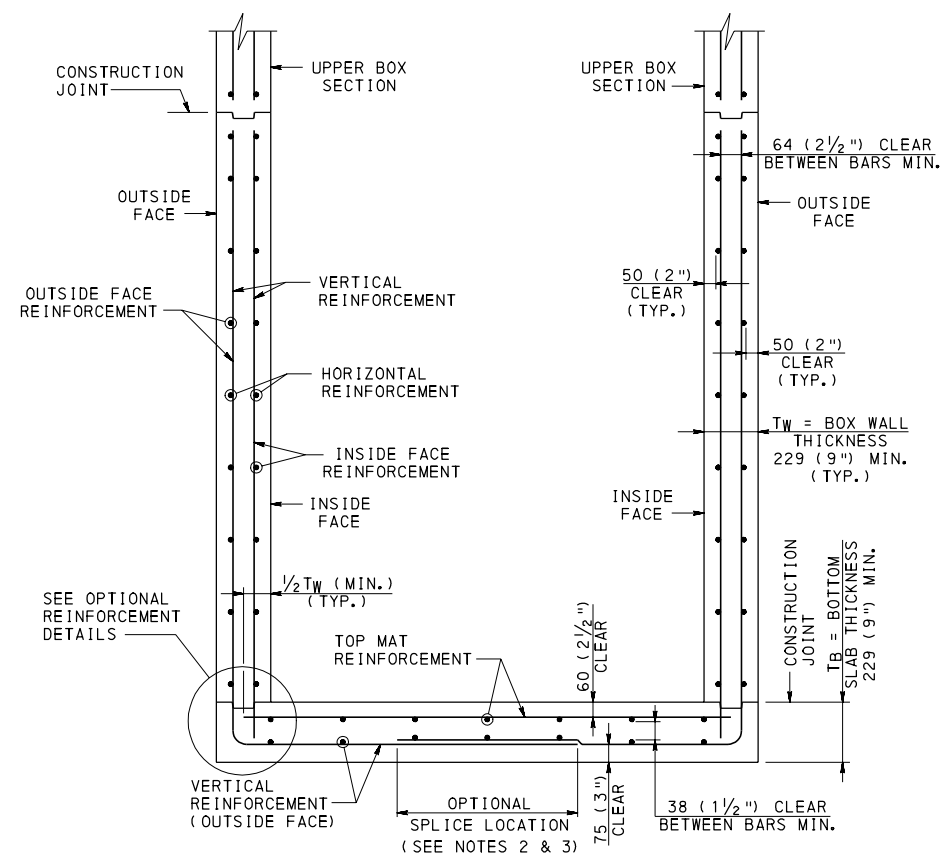 CONSTRUCTION
JOINT
UPPER BOX
SECTION
UPPER BOX
SECTION
64 (2½") CLEAR
BETWEEN BARS MIN.
OUTSIDE
FACE
OUTSIDE
FACE
OUTSIDE FACE
REINFORCEMENT
VERTICAL
REINFORCEMENT
50 (2")
CLEAR
(TYP.)
50 (2")
CLEAR
(TYP.)
HORIZONTAL
REINFORCEMENT
TW = BOX WALL
THICKNESS
229 (9") MIN.
(TYP.)
INSIDE FACE
REINFORCEMENT
INSIDE
FACE
INSIDE
FACE
½TW (MIN.)
(TYP.)
SEE OPTIONAL
REINFORCEMENT
DETAILS
TOP MAT
REINFORCEMENT
60 (2½")
CLEAR
CONSTRUCTION
JOINT
TB = BOTTOM
SLAB THICKNESS
229 (9") MIN.
VERTICAL
REINFORCEMENT
(OUTSIDE FACE)
OPTIONAL
SPLICE LOCATION
(SEE NOTES 2 & 3)
75 (3")
CLEAR
38 (1½") CLEAR
BETWEEN BARS MIN.